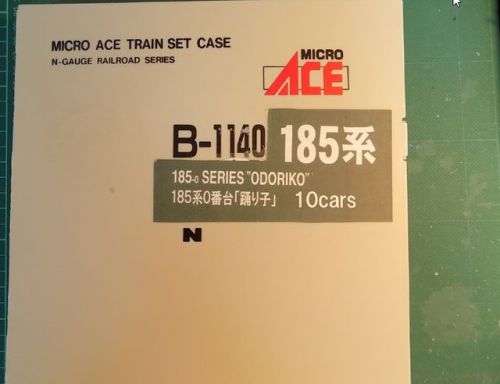 MICRO ACE TRAIN SET CASE
N-GAUGE RAILROAD SERIES
MICRO
ACE
B-1140 185系
185-0 SERIES "ODORIKO"
185系0番台「踊り子」 10cars
N